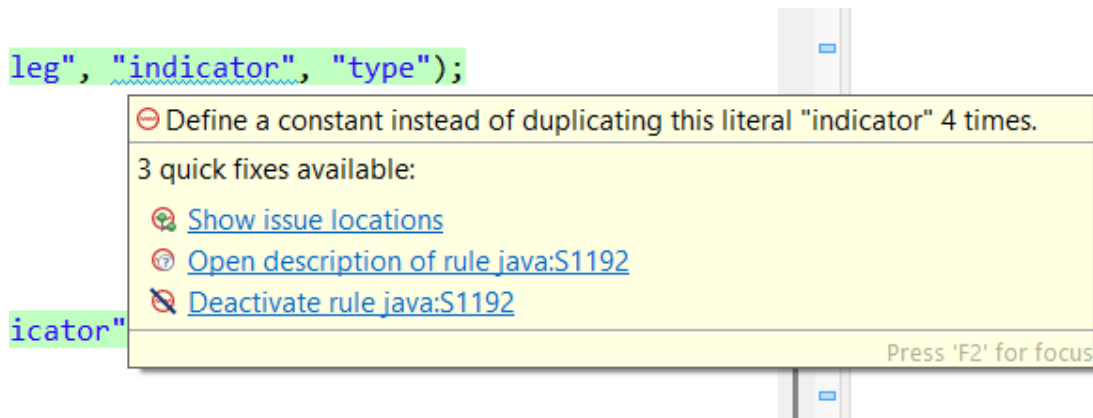 leg", "indicator", "type");
Define a constant instead of duplicating this literal "indicator" 4 times.
3 quick fixes available:
Show issue locations
Open description of rule java:S1192
Deactivate rule java:S1192
icator"
Press 'F2' for focus